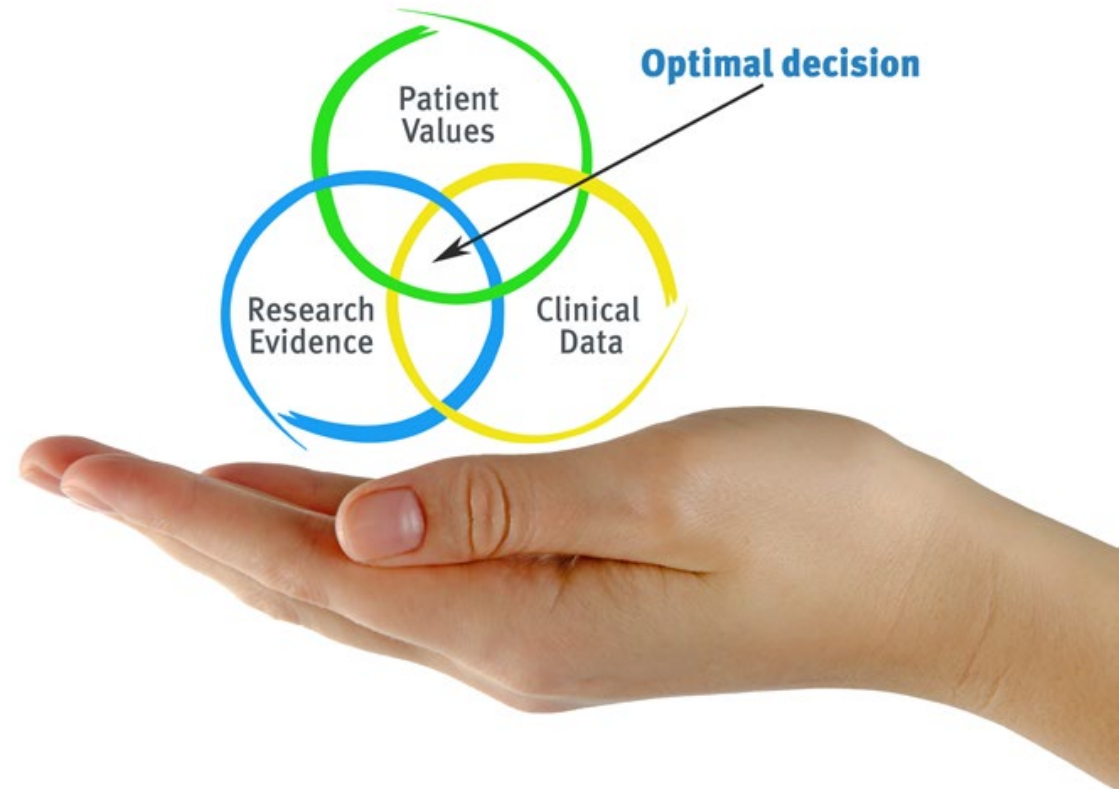 Optimal decision
Patient
Values
Research
Evidence
Clinical
Data